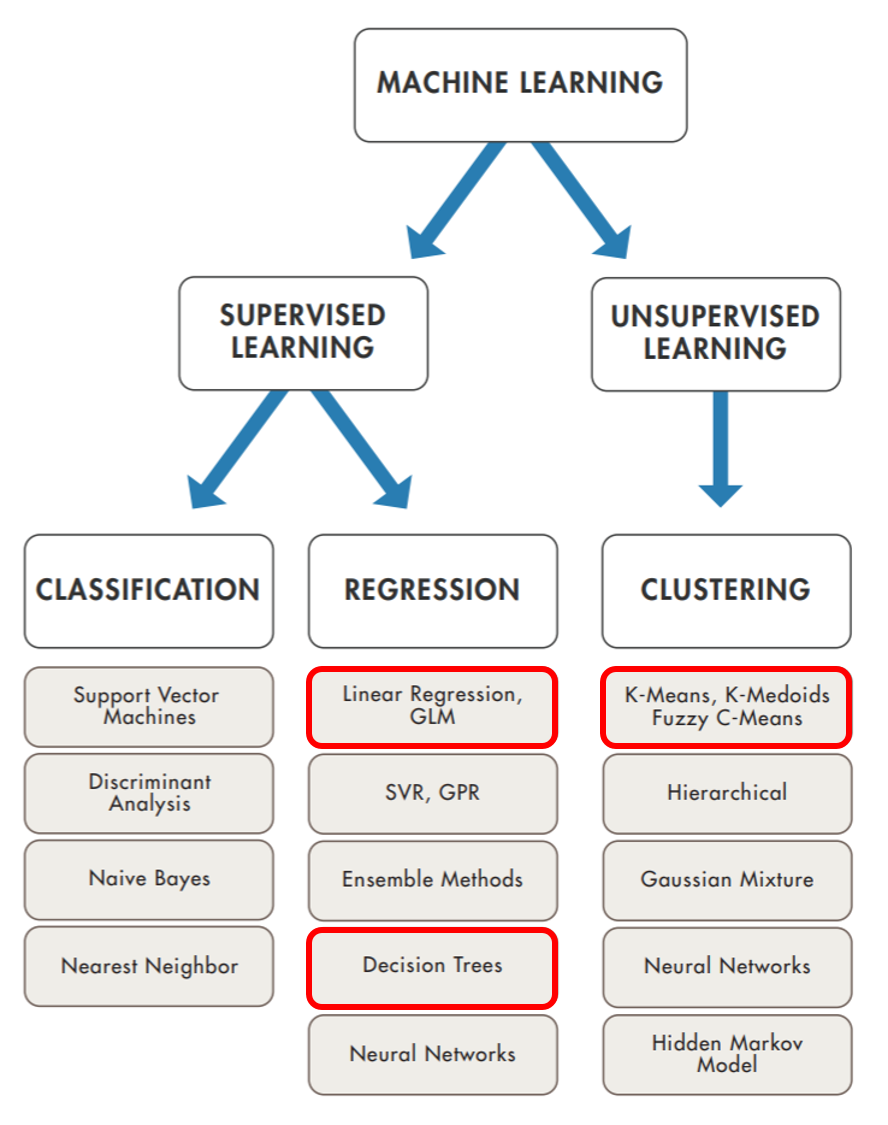 MACHINE LEARNING
SUPERVISED
LEARNING
UNSUPERVISED
LEARNING
CLASSIFICATION
Support Vector
Machines
Discriminant
Analysis
Naive Bayes
Nearest Neighbor
REGRESSION
Linear Regression,
GLM
SVR, GPR
Ensemble Methods
Decision Trees
Neural Networks
CLUSTERING
K-Means, K-Medoids
Fuzzy C-Means
Hierarchical
Gaussian Mixture
Neural Networks
Hidden Markov
Model